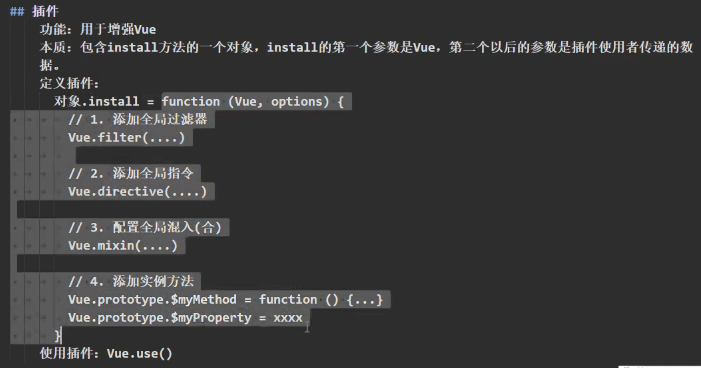 ## 插件
功能：用于增强Vue
本质：包含install方法的一个对象，install的第一个参数是Vue，第二个以后的参数是插件使用者传递的数
据。
定义插件：
对象.install = function (Vue, options) {
// 1. 添加全局过滤器
Vue.filter(....)
// 2. 添加全局指令
Vue.directive(....)
// 3. 配置全局混入(合)
Vue.mixin(....)
// 4. 添加实例方法
Vue.prototype.$myMethod = function () {...}
Vue.prototype.$myProperty = xxxx
}
使用插件：Vue.use()